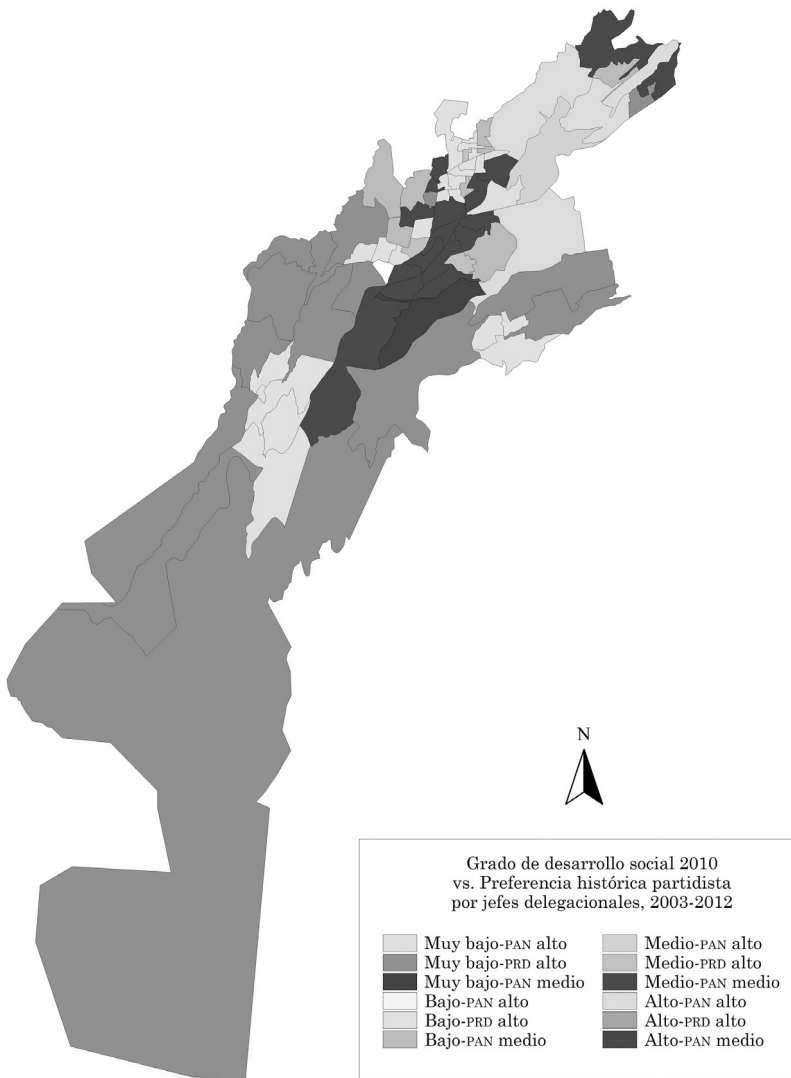 N
Grado de desarrollo social 2010
vs. Preferencia histórica partidista
por jefes delegacionales, 2003-2012
Muy bajo-PAN alto
Muy bajo-PRD alto
Muy bajo-PAN medio
Bajo-PAN alto
Bajo-PRD alto
Bajo-PAN medio
Medio-PAN alto
Medio-PRD alto
Medio-PAN medio
Alto-PAN alto
Alto-PRD alto
Alto-PAN medio